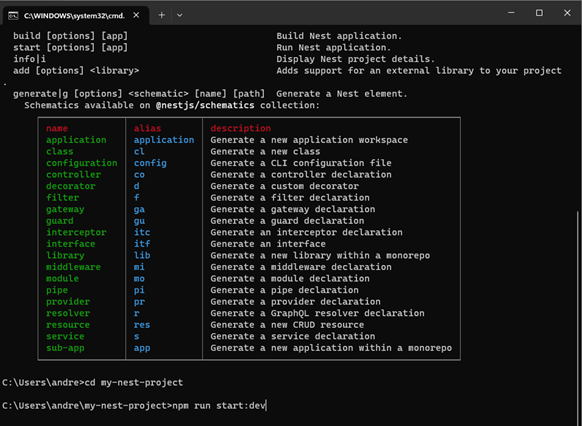 C:\WINDOWS\system32\cmd.
build [options] [app] Build Nest application.
start [options] [app] Run Nest application.
info|i Display Nest project details.
add [options] <library> Adds support for an external library to your project
.
generate|g [options] <schematic> [name] [path] Generate a Nest element.
Schematics available on @nestjs/schematics collection:
name alias description
application application Generate a new application workspace
class cl Generate a new class
configuration config Generate a CLI configuration file
controller co Generate a controller declaration
decorator d Generate a custom decorator
filter f Generate a filter declaration
gateway ga Generate a gateway declaration
guard gu Generate a guard declaration
interceptor itc Generate an interceptor declaration
interface itf Generate an interface
library lib Generate a new library within a monorepo
middleware mi Generate a middleware declaration
module mo Generate a module declaration
pipe pi Generate a pipe declaration
provider pr Generate a provider declaration
resolver r Generate a GraphQL resolver declaration
resource res Generate a new CRUD resource
service s Generate a service declaration
sub-app app Generate a new application within a monorepo
C:\Users\andre>cd my-nest-project
C:\Users\andre\my-nest-project>npm run start:dev